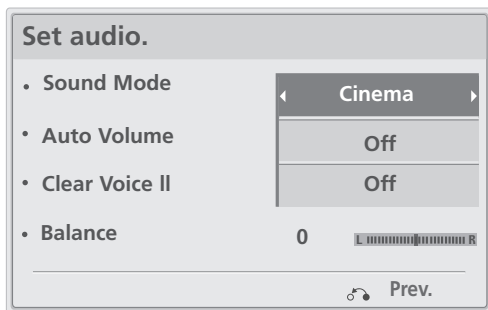 Set audio.
• Sound Mode Cinema
• Auto Volume Off
• Clear Voice ll Off
• Balance 0 L R
Prev.